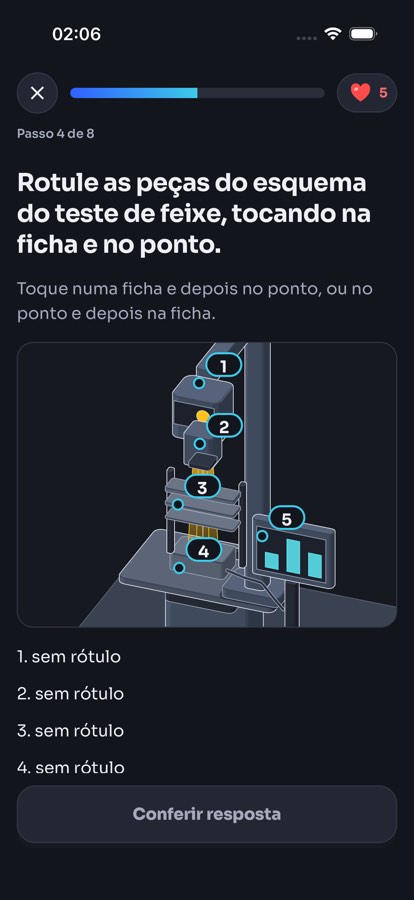 02:06
5
Passo 4 de 8
Rotule as peças do esquema
do teste de feixe, tocando na
ficha e no ponto.
Toque numa ficha e depois no ponto, ou no
ponto e depois na ficha.
1
2
3
5
4
1. sem rótulo
2. sem rótulo
3. sem rótulo
4. sem rótulo
Conferir resposta